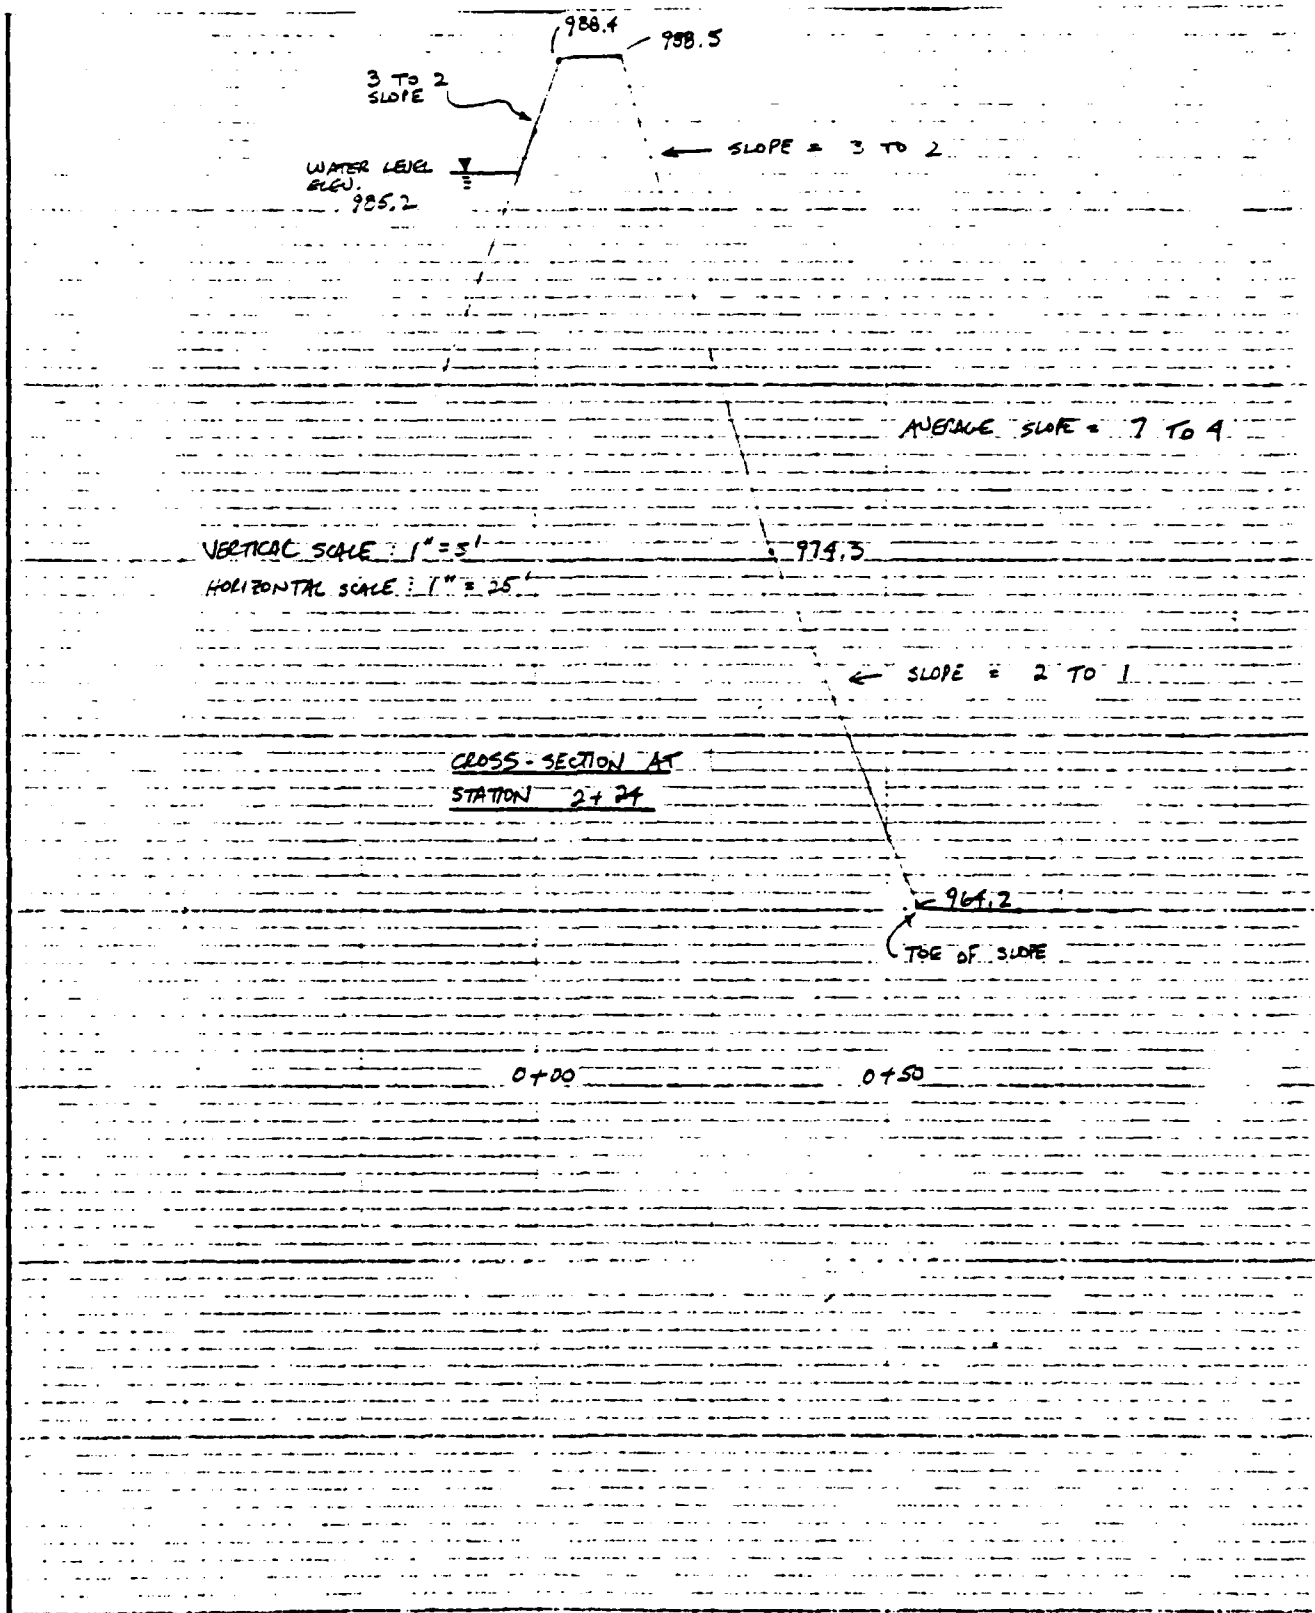 988.4
988.5
3 TO 2
SLOPE
SLOPE = 3 TO 2
WATER LEVEL
ELEV.
985.2
AVERAGE SLOPE = 7 TO 4
974.3
VERTICAL SCALE : 1" = 5'
HORIZONTAL SCALE : 1" = 25'
SLOPE = 2 TO 1
CROSS-SECTION AT
STATION 2+24
964.2
TOE OF SLOPE
0+00
0+50